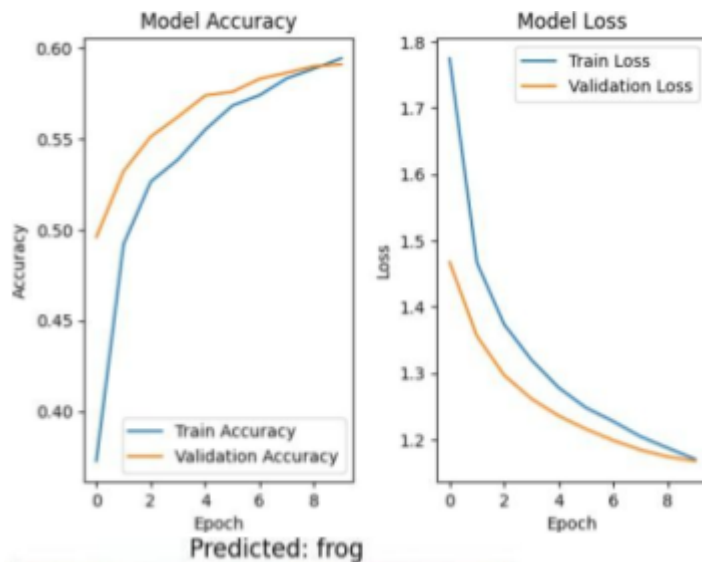 Model Accuracy
0.60
0.55
0.50
0.45
0.40
Accuracy
Train Accuracy
Validation Accuracy
0 2 4 6 8
Epoch
Model Loss
1.8
1.7
1.6
1.5
1.4
1.3
1.2
Loss
Train Loss
Validation Loss
0 2 4 6 8
Epoch
Predicted: frog